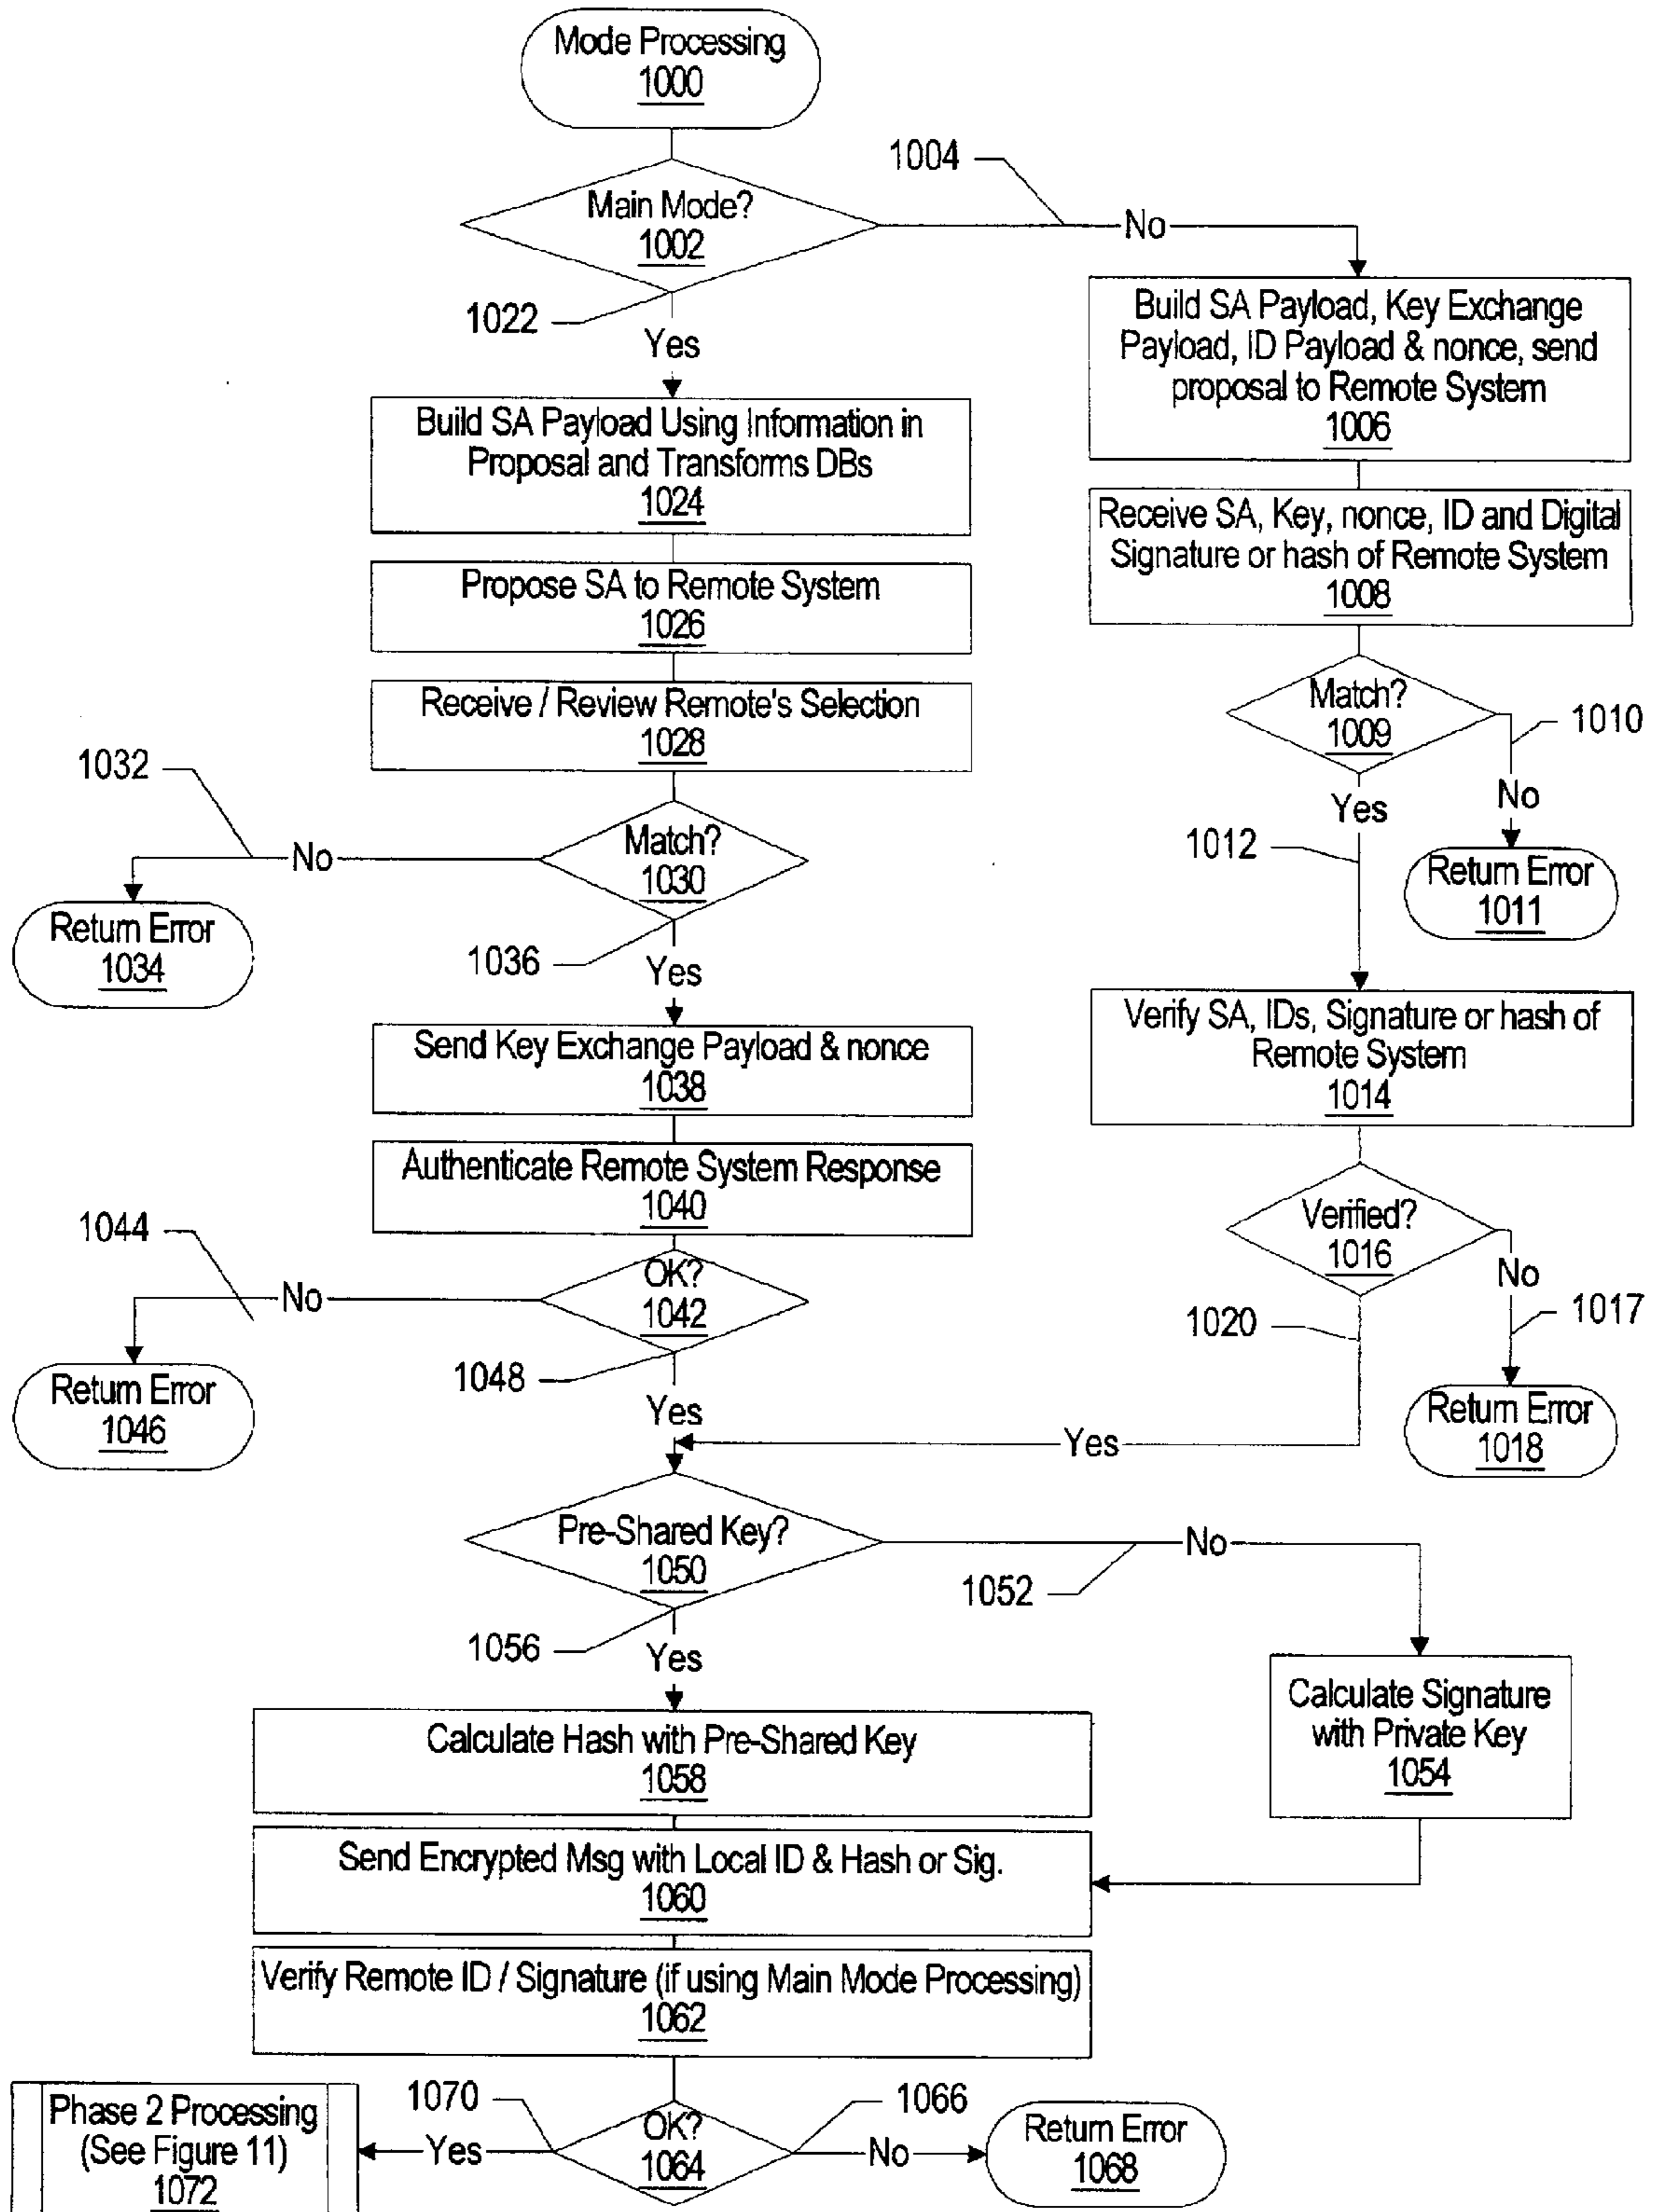 Mode Processing
1000
1004
Main Mode?
1002
No
1022
Yes
Build SA Payload, Key Exchange
Payload, ID Payload & nonce, send
proposal to Remote System
1006
Build SA Payload Using Information in
Proposal and Transforms DBs
1024
Receive SA, Key, nonce, ID and Digital
Signature or hash of Remote System
1008
Propose SA to Remote System
1026
Receive / Review Remote's Selection
1028
Match?
1009
1010
No
Yes
1012
Return Error
1011
1032
Match?
1030
No
Return Error
1034
1036
Yes
Verify SA, IDs, Signature or hash of
Remote System
1014
Send Key Exchange Payload & nonce
1038
Authenticate Remote System Response
1040
Verified?
1016
No
1017
1020
Return Error
1018
1044
OK?
1042
No
Return Error
1046
1048
Yes
Yes
Pre-Shared Key?
1050
No
1052
1056
Yes
Calculate Signature
with Private Key
1054
Calculate Hash with Pre-Shared Key
1058
Send Encrypted Msg with Local ID & Hash or Sig.
1060
Verify Remote ID / Signature (if using Main Mode Processing)
1062
1070
1066
OK?
1064
Yes
No
Phase 2 Processing
(See Figure 11)
1072
Return Error
1068